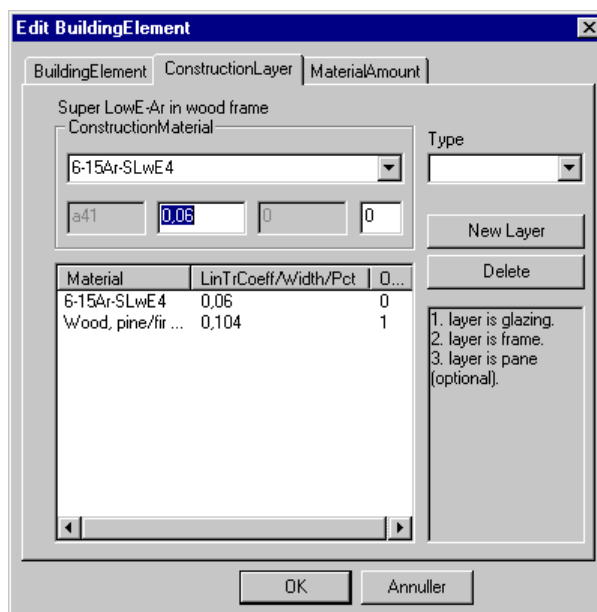 Edit BuildingElement
BuildingElement ConstructionLayer MaterialAmount
Super LowE-Ar in wood frame
ConstructionMaterial
Type
6-15Ar-SLwE4
a41 0,06 0 0
New Layer
Delete
Material LinTrCoeff/Width/Pct O...
6-15Ar-SLwE4 0,06 0
Wood, pine/fir ... 0,104 1
1. layer is glazing.
2. layer is frame.
3. layer is pane
(optional).
OK Annuller